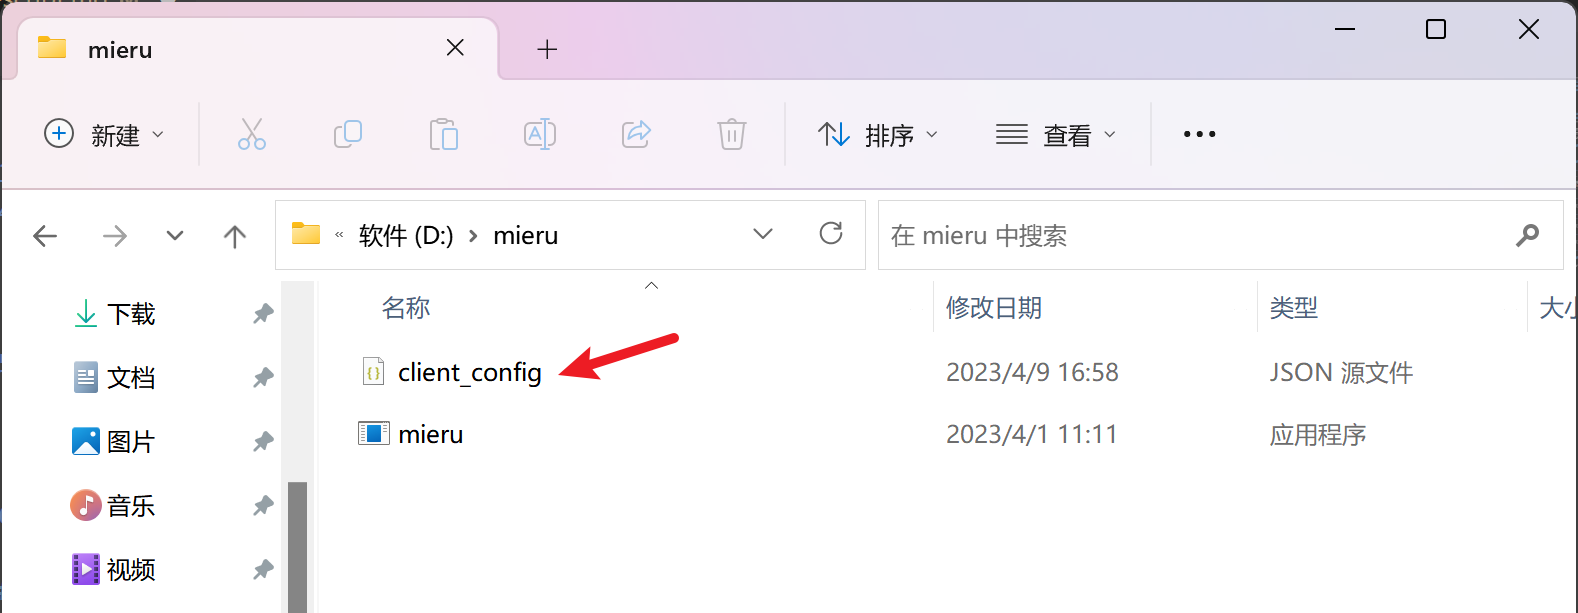 mieru
新建
排序
查看
软件 (D:) › mieru
在 mieru 中搜索
名称 修改日期 类型 大小
下载
文档
图片
音乐
视频
client_config 2023/4/9 16:58 JSON 源文件
mieru 2023/4/1 11:11 应用程序